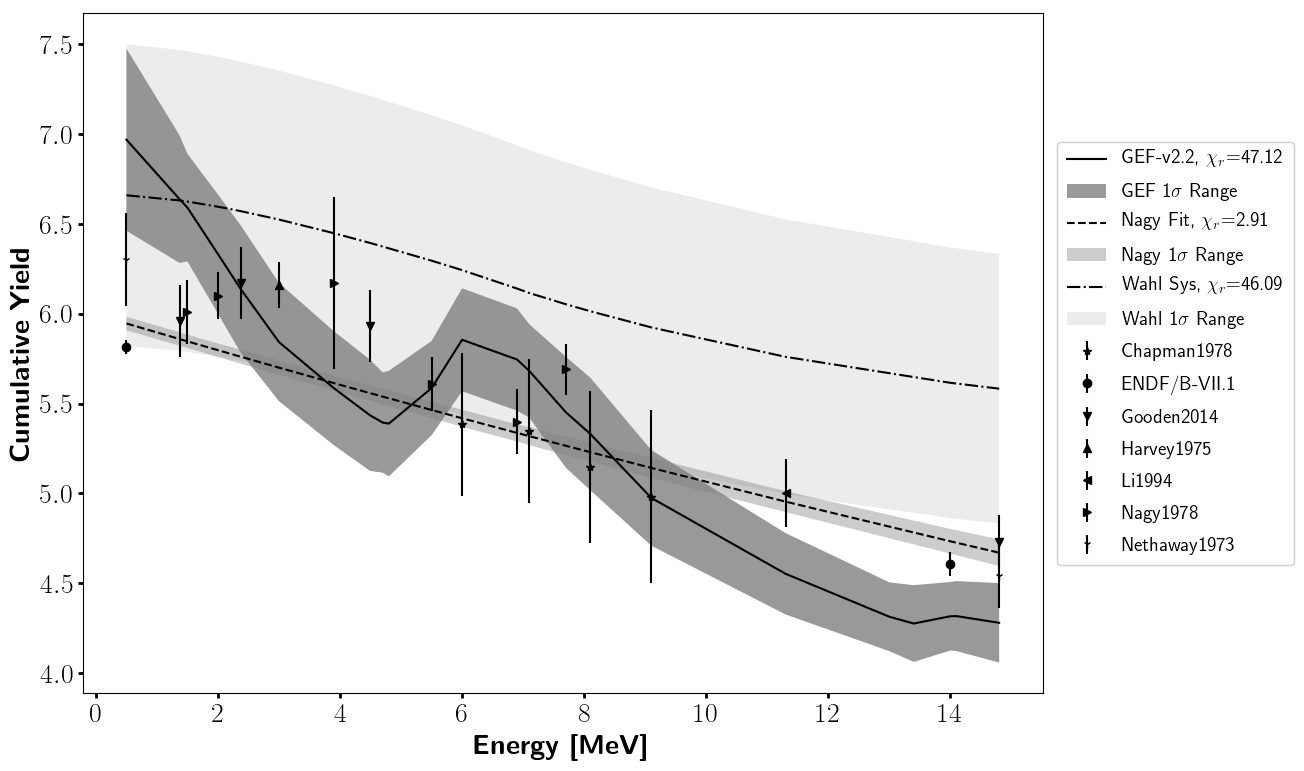 7.5
7.0
6.5
6.0
5.5
5.0
4.5
4.0
Cumulative Yield
0 2 4 6 8 10 12 14
Energy [MeV]
GEF-v2.2, χr=47.12
GEF 1σ Range
Nagy Fit, χr=2.91
Nagy 1σ Range
Wahl Sys, χr=46.09
Wahl 1σ Range
Chapman1978
ENDF/B-VII.1
Gooden2014
Harvey1975
Li1994
Nagy1978
Nethaway1973